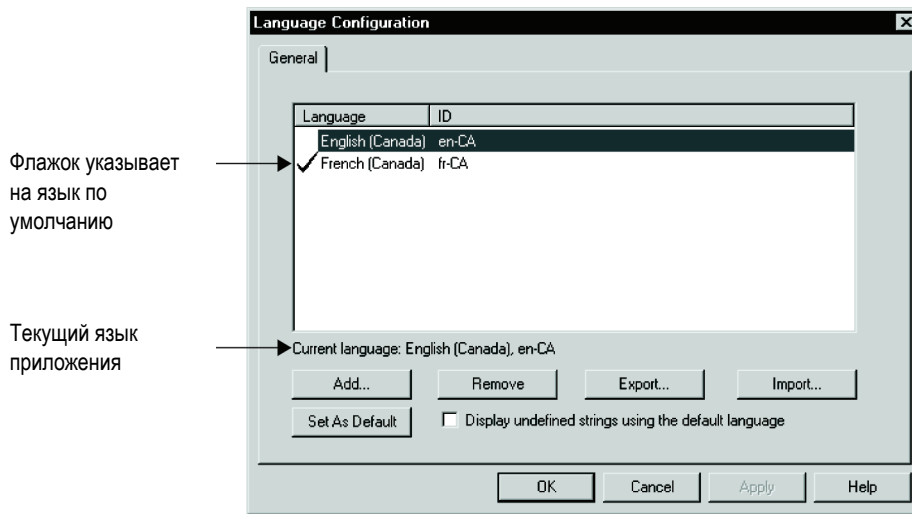 Language Configuration
General
Language ID
English (Canada) en-CA
French (Canada) fr-CA
Флажок указывает
на язык по
умолчанию
Текущий язык
приложения
Current language: English (Canada), en-CA
Add... Remove Export... Import...
Set As Default Display undefined strings using the default language
OK Cancel Apply Help